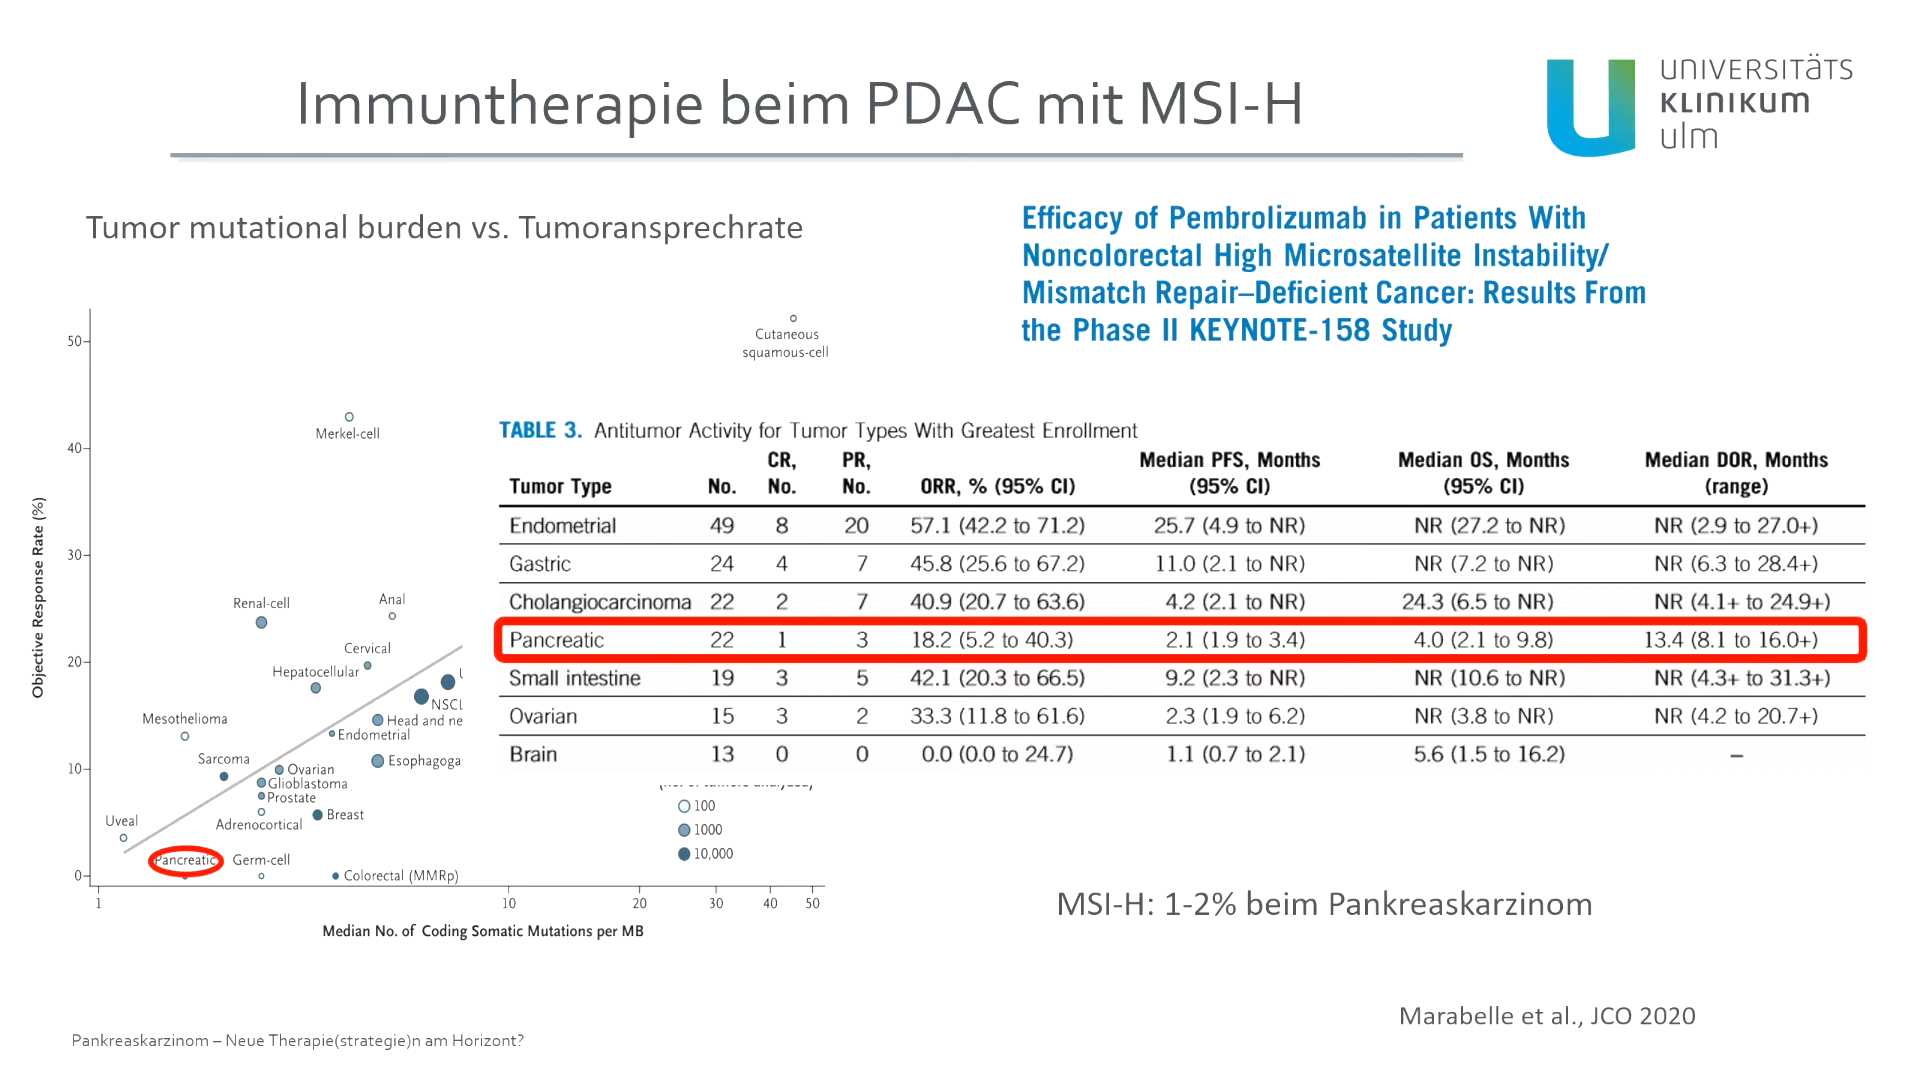 Immuntherapie beim PDAC mit MSI-H
UNIVERSITÄTS
KLINIKUM
ulm
Tumor mutational burden vs. Tumoransprechrate
Efficacy of Pembrolizumab in Patients With
Noncolorectal High Microsatellite Instability/
Mismatch Repair–Deficient Cancer: Results From
the Phase II KEYNOTE-158 Study
Objective Response Rate (%)
50
40
30
20
10
0
Cutaneous
squamous-cell
Merkel-cell
Renal-cell
Anal
Cervical
Hepatocellular
NSCL
Mesothelioma
Head and ne
Endometrial
Sarcoma
Esophagoga
Ovarian
Glioblastoma
Prostate
Adrenocortical
Breast
Uveal
Pancreatic
Germ-cell
Colorectal (MMRp)
100
1000
10,000
1 10 20 30 40 50
Median No. of Coding Somatic Mutations per MB
TABLE 3. Antitumor Activity for Tumor Types With Greatest Enrollment
CR, PR, Median PFS, Months Median OS, Months Median DOR, Months
Tumor Type No. No. No. ORR, % (95% CI) (95% CI) (95% CI) (range)
Endometrial 49 8 20 57.1 (42.2 to 71.2) 25.7 (4.9 to NR) NR (27.2 to NR) NR (2.9 to 27.0+)
Gastric 24 4 7 45.8 (25.6 to 67.2) 11.0 (2.1 to NR) NR (7.2 to NR) NR (6.3 to 28.4+)
Cholangiocarcinoma 22 2 7 40.9 (20.7 to 63.6) 4.2 (2.1 to NR) 24.3 (6.5 to NR) NR (4.1+ to 24.9+)
Pancreatic 22 1 3 18.2 (5.2 to 40.3) 2.1 (1.9 to 3.4) 4.0 (2.1 to 9.8) 13.4 (8.1 to 16.0+)
Small intestine 19 3 5 42.1 (20.3 to 66.5) 9.2 (2.3 to NR) NR (10.6 to NR) NR (4.3+ to 31.3+)
Ovarian 15 3 2 33.3 (11.8 to 61.6) 2.3 (1.9 to 6.2) NR (3.8 to NR) NR (4.2 to 20.7+)
Brain 13 0 0 0.0 (0.0 to 24.7) 1.1 (0.7 to 2.1) 5.6 (1.5 to 16.2) –
MSI-H: 1-2% beim Pankreaskarzinom
Marabelle et al., JCO 2020
Pankreaskarzinom – Neue Therapie(strategie)n am Horizont?